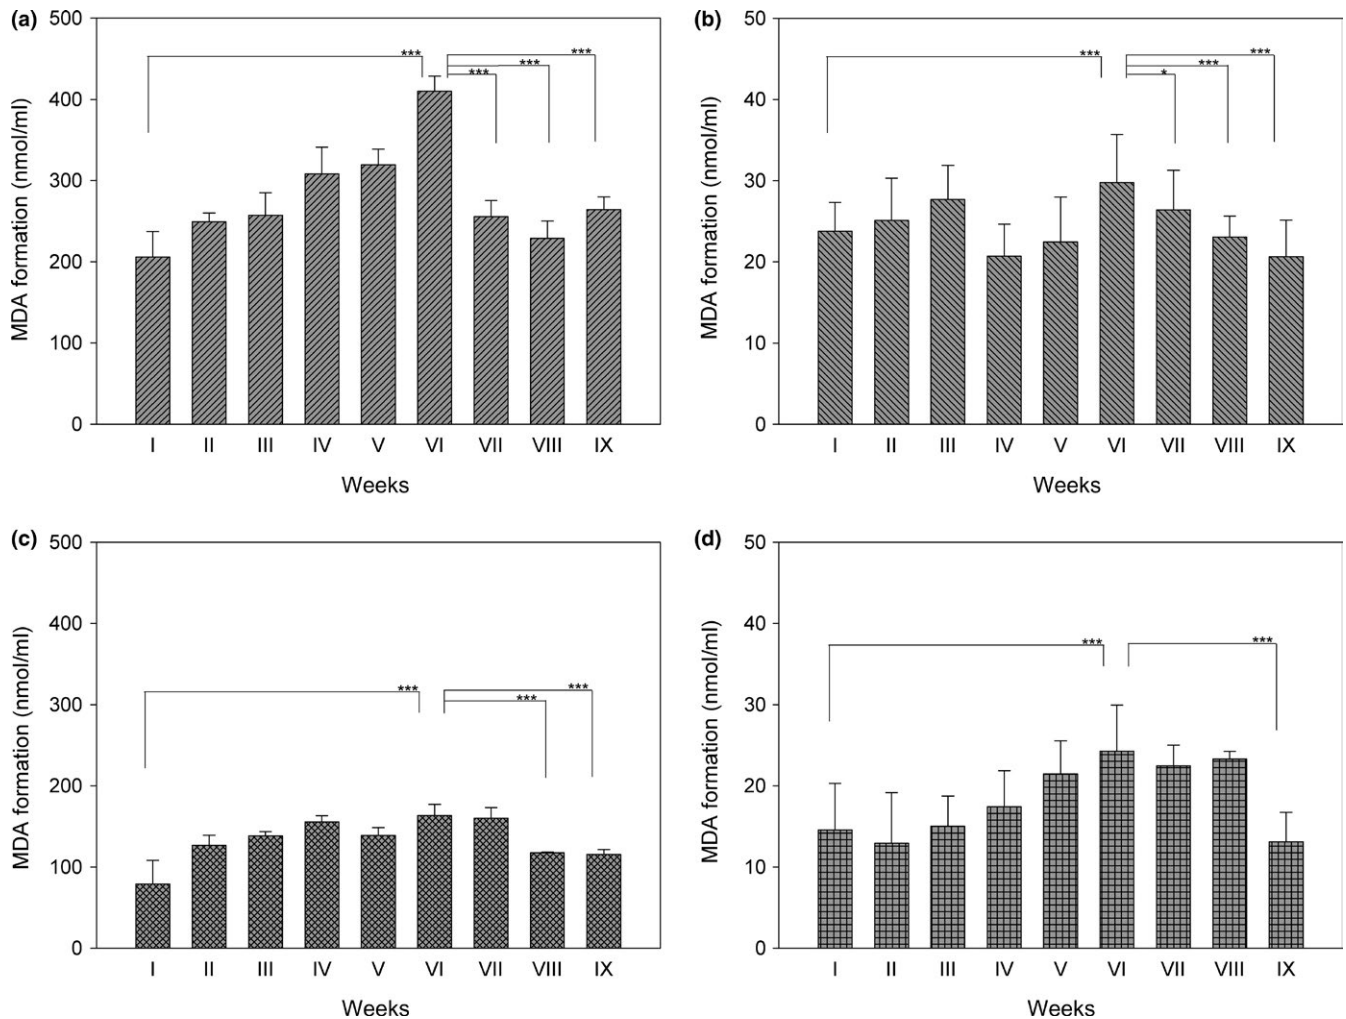 (a)
500
400
300
200
100
0
MDA formation (nmol/ml)
***
***
***
***
I II III IV V VI VII VIII IX
Weeks
(b)
50
40
30
20
10
0
MDA formation (nmol/ml)
***
***
***
*
I II III IV V VI VII VIII IX
Weeks
(c)
500
400
300
200
100
0
MDA formation (nmol/ml)
***
***
***
I II III IV V VI VII VIII IX
Weeks
(d)
50
40
30
20
10
0
MDA formation (nmol/ml)
***
***
I II III IV V VI VII VIII IX
Weeks